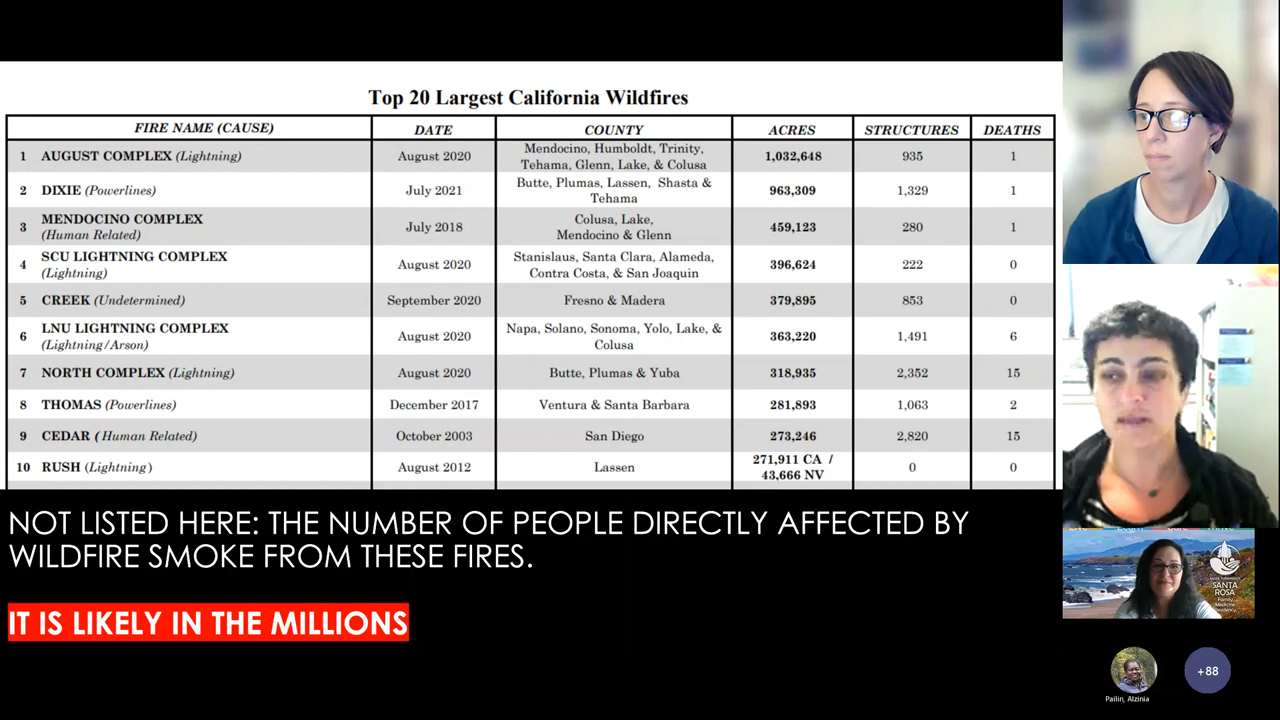 Top 20 Largest California Wildfires
FIRE NAME (CAUSE) DATE COUNTY ACRES STRUCTURES DEATHS
1 AUGUST COMPLEX (Lightning) August 2020 Mendocino, Humboldt, Trinity, Tehama, Glenn, Lake, & Colusa 1,032,648 935 1
2 DIXIE (Powerlines) July 2021 Butte, Plumas, Lassen, Shasta & Tehama 963,309 1,329 1
3 MENDOCINO COMPLEX (Human Related) July 2018 Colusa, Lake, Mendocino & Glenn 459,123 280 1
4 SCU LIGHTNING COMPLEX (Lightning) August 2020 Stanislaus, Santa Clara, Alameda, Contra Costa, & San Joaquin 396,624 222 0
5 CREEK (Undetermined) September 2020 Fresno & Madera 379,895 853 0
6 LNU LIGHTNING COMPLEX (Lightning/Arson) August 2020 Napa, Solano, Sonoma, Yolo, Lake, & Colusa 363,220 1,491 6
7 NORTH COMPLEX (Lightning) August 2020 Butte, Plumas & Yuba 318,935 2,352 15
8 THOMAS (Powerlines) December 2017 Ventura & Santa Barbara 281,893 1,063 2
9 CEDAR ( Human Related) October 2003 San Diego 273,246 2,820 15
10 RUSH (Lightning ) August 2012 Lassen 271,911 CA / 43,666 NV 0 0
NOT LISTED HERE: THE NUMBER OF PEOPLE DIRECTLY AFFECTED BY
WILDFIRE SMOKE FROM THESE FIRES.
IT IS LIKELY IN THE MILLIONS
SANTA
ROSA
Family
Medicine
Residency
Pailin, Alzinia
+88